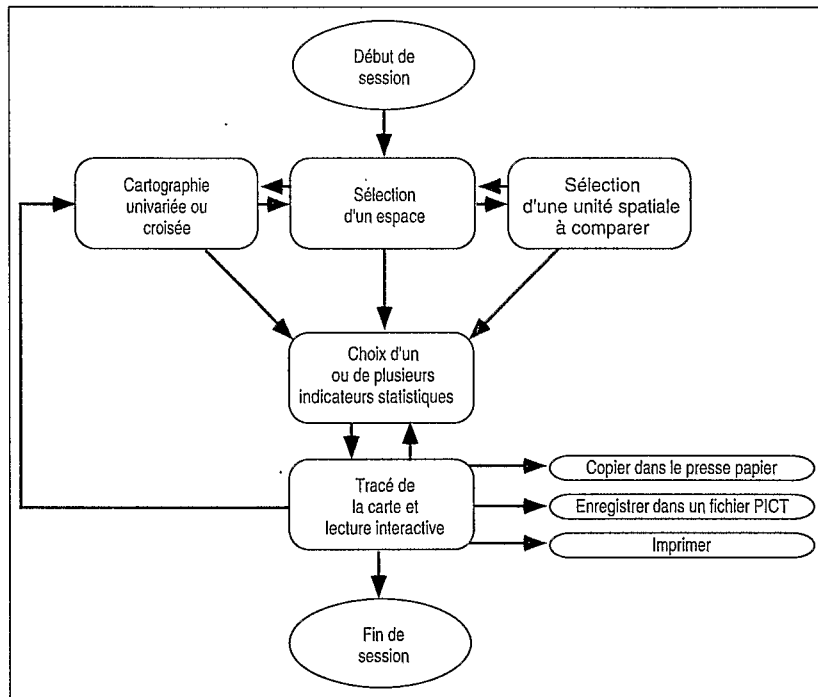 Début de
session
Cartographie
univariée ou
croisée
Sélection
d'un espace
Sélection
d'une unité spatiale
à comparer
Choix d'un
ou de plusieurs
indicateurs statistiques
Tracé de
la carte et
lecture interactive
Copier dans le presse papier
Enregistrer dans un fichier PICT
Imprimer
Fin de
session